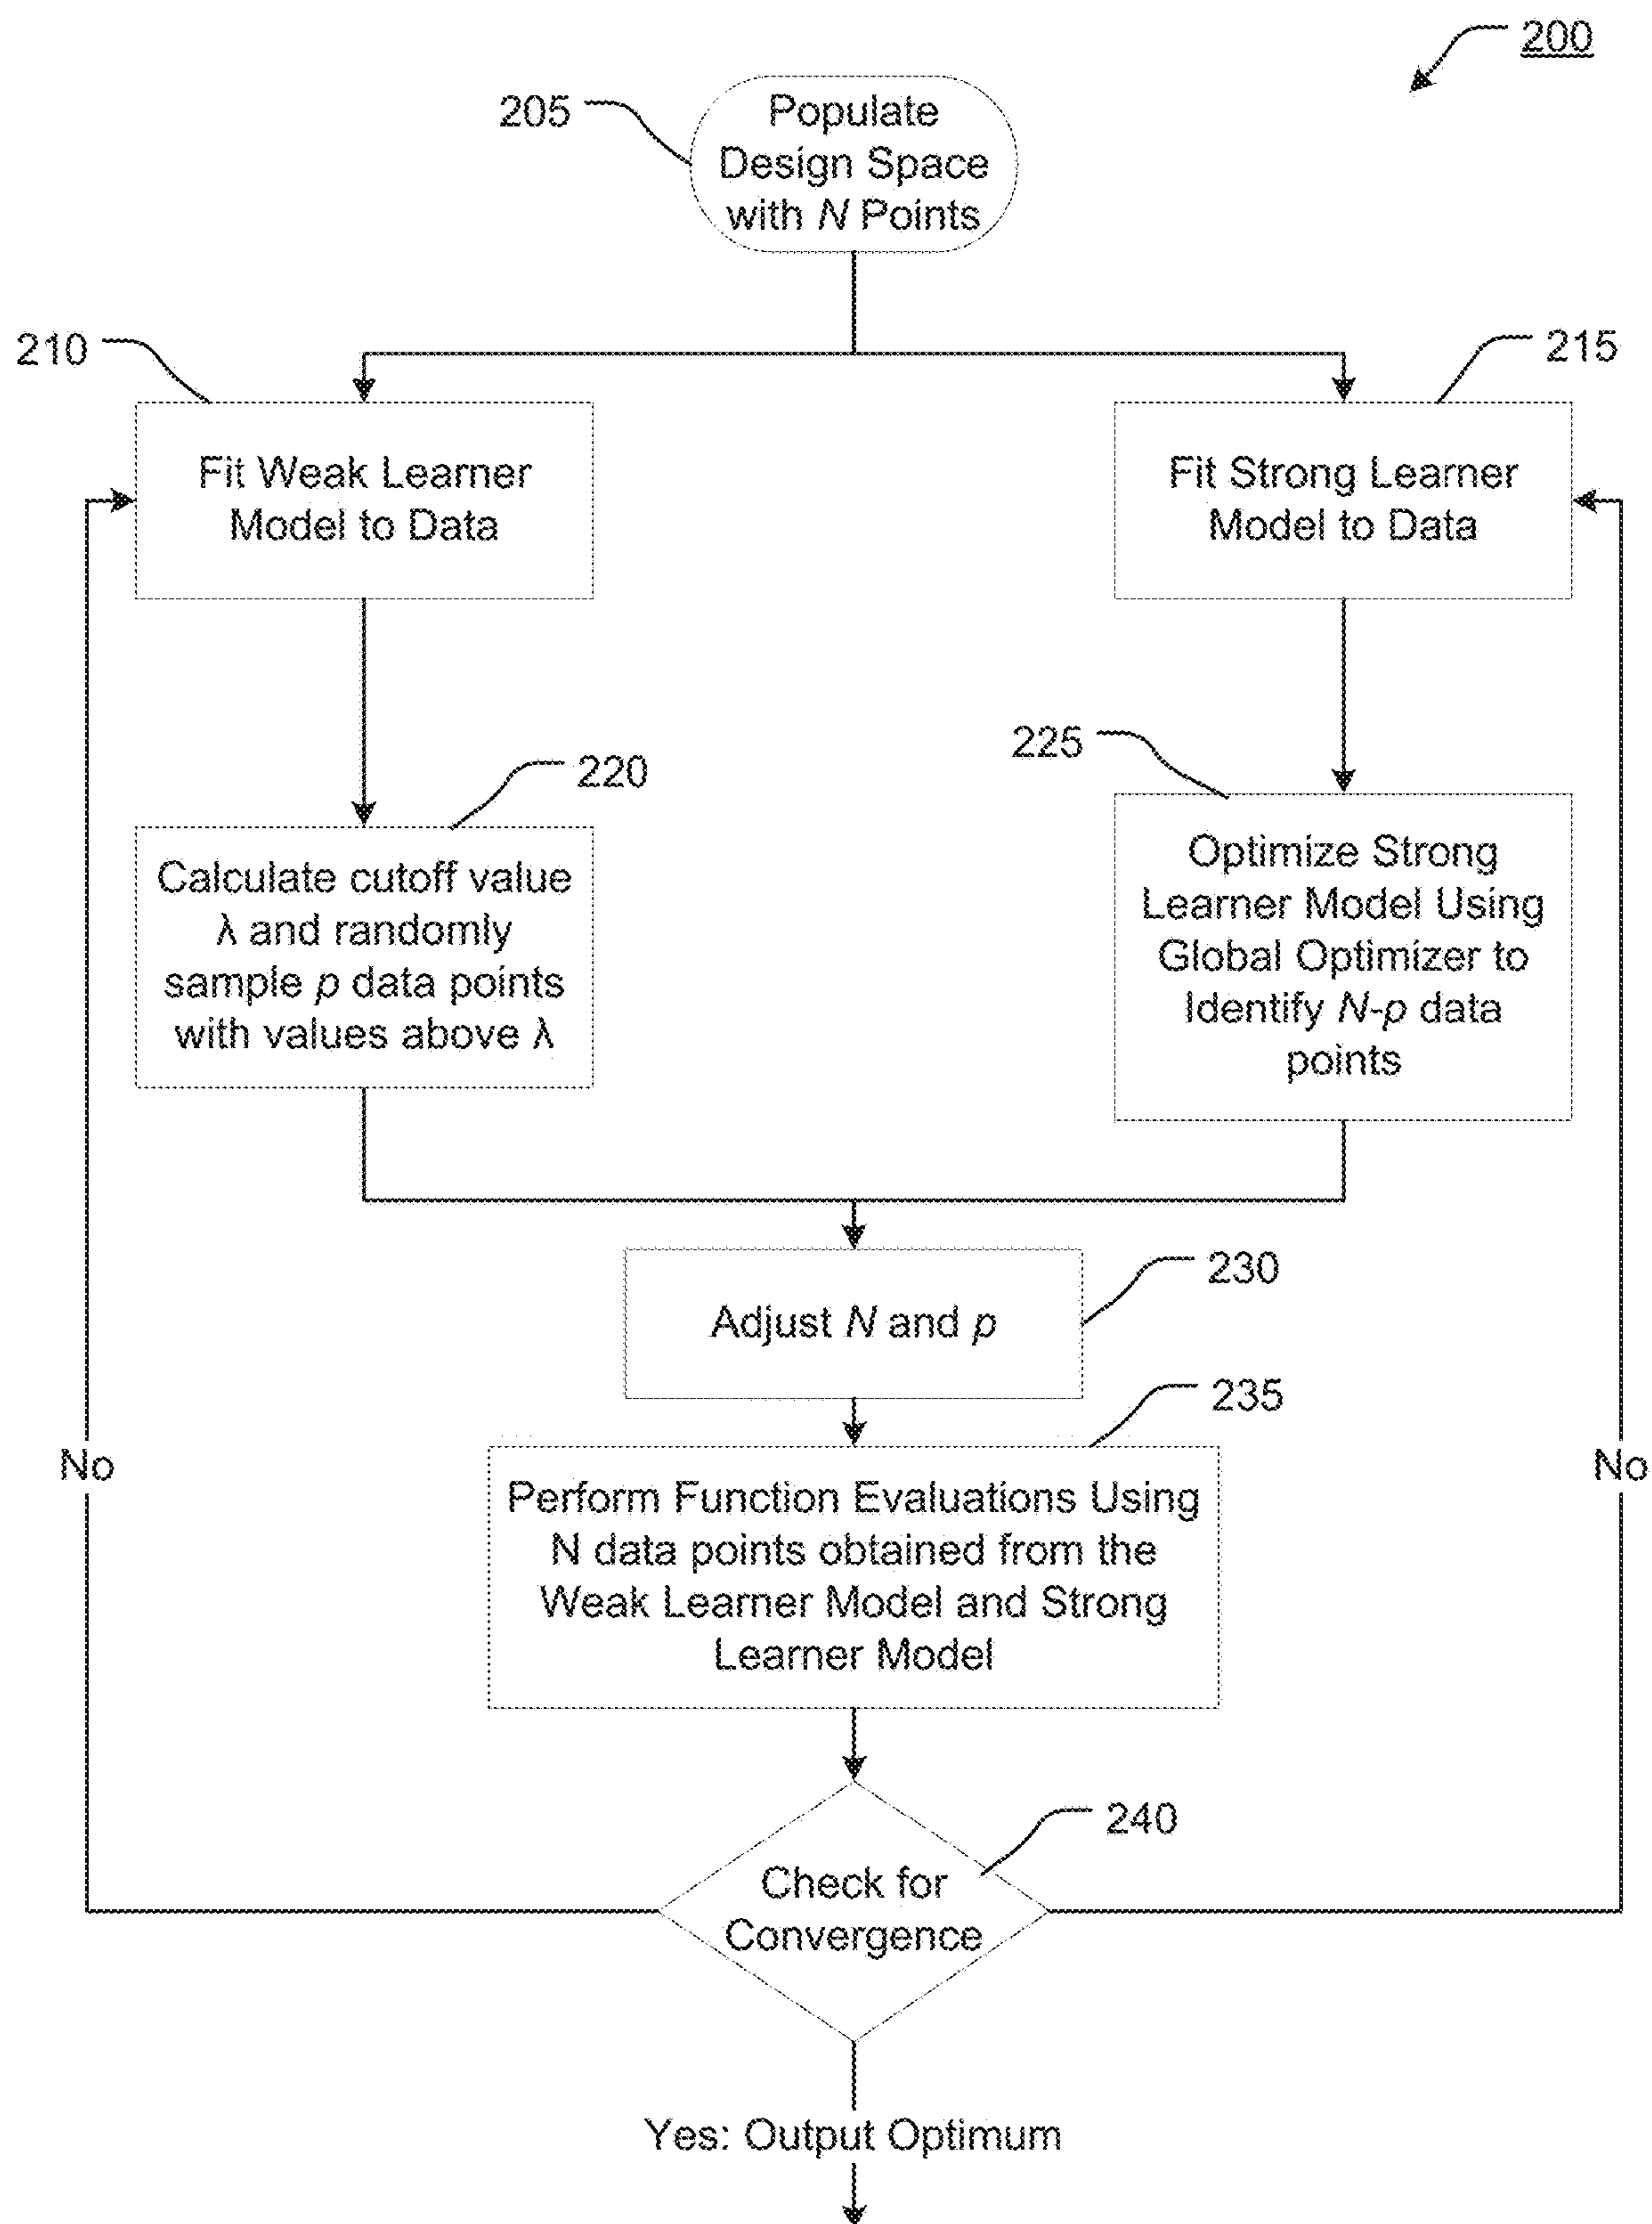 200
205
Populate
Design Space
with N Points
210
215
Fit Weak Learner
Model to Data
Fit Strong Learner
Model to Data
220
225
Calculate cutoff value
λ and randomly
sample p data points
with values above λ
Optimize Strong
Learner Model Using
Global Optimizer to
Identify N-p data
points
230
Adjust N and p
235
No
No
Perform Function Evaluations Using
N data points obtained from the
Weak Learner Model and Strong
Learner Model
240
Check for
Convergence
Yes: Output Optimum